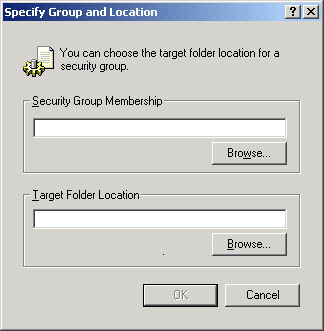 Specify Group and Location
You can choose the target folder location for a
security group.
Security Group Membership
Browse...
Target Folder Location
Browse...
OK
Cancel